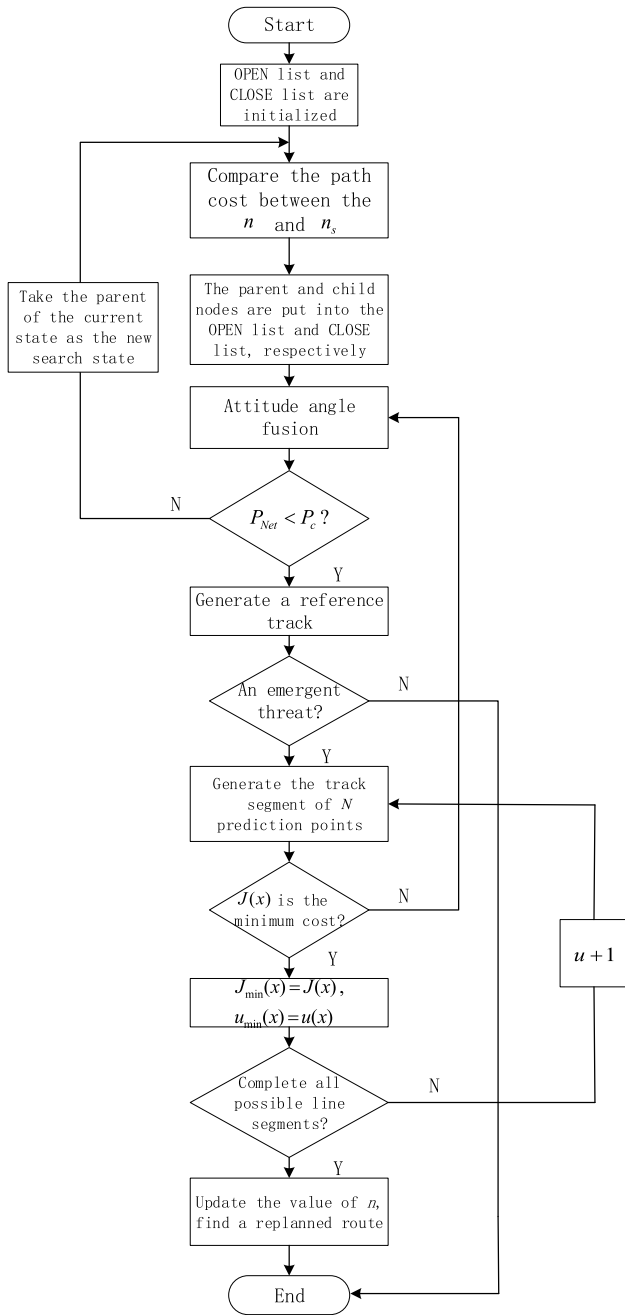 Start
OPEN list and
CLOSE list are
initialized
Compare the path
cost between the
n and n_s
Take the parent
of the current
state as the new
search state
The parent and child
nodes are put into the
OPEN list and CLOSE
list, respectively
Attitude angle
fusion
N
P_Net < P_c ?
Y
Generate a reference
track
An emergent
threat?
N
Y
Generate the track
segment of N
prediction points
J(x) is the
minimum cost?
N
Y
u + 1
J_min(x)=J(x),
u_min(x)=u(x)
Complete all
possible line
segments?
N
Y
Update the value of n,
find a replanned route
End